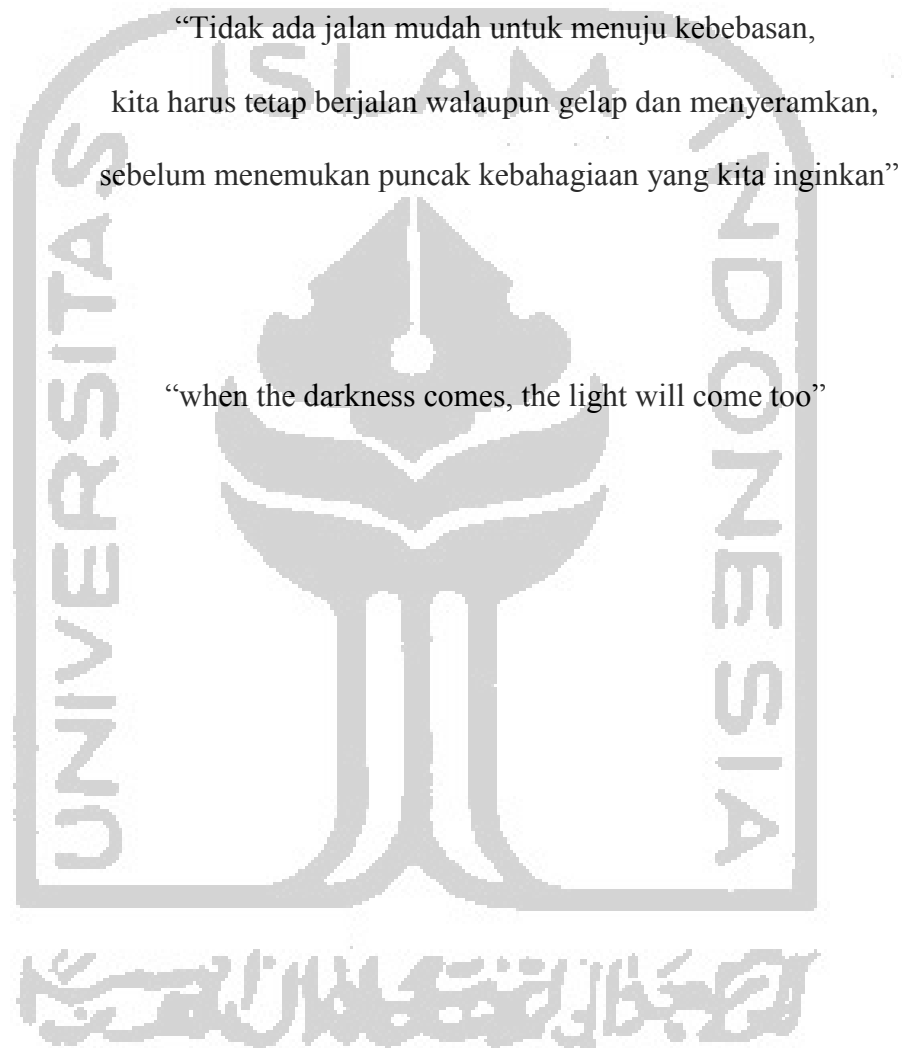 “Tidak ada jalan mudah untuk menuju kebebasan,
kita harus tetap berjalan walaupun gelap dan menyeramkan,
sebelum menemukan puncak kebahagiaan yang kita inginkan”
“when the darkness comes, the light will come too”
UNIVERSITAS
ISLAM
INDONESIA